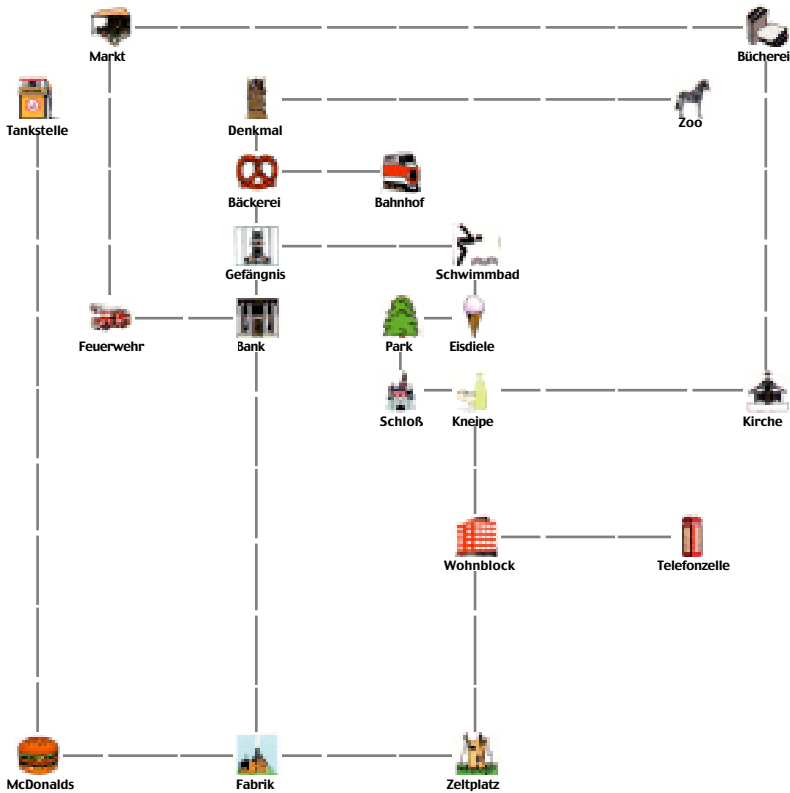 Markt
Bücherei
Tankstelle
Denkmal
Zoo
Bäckerei
Bahnhof
Gefängnis
Schwimmbad
Feuerwehr
Bank
Park
Eisdiele
Schloß
Kneipe
Kirche
Wohnblock
Telefonzelle
McDonalds
Fabrik
Zeltplatz